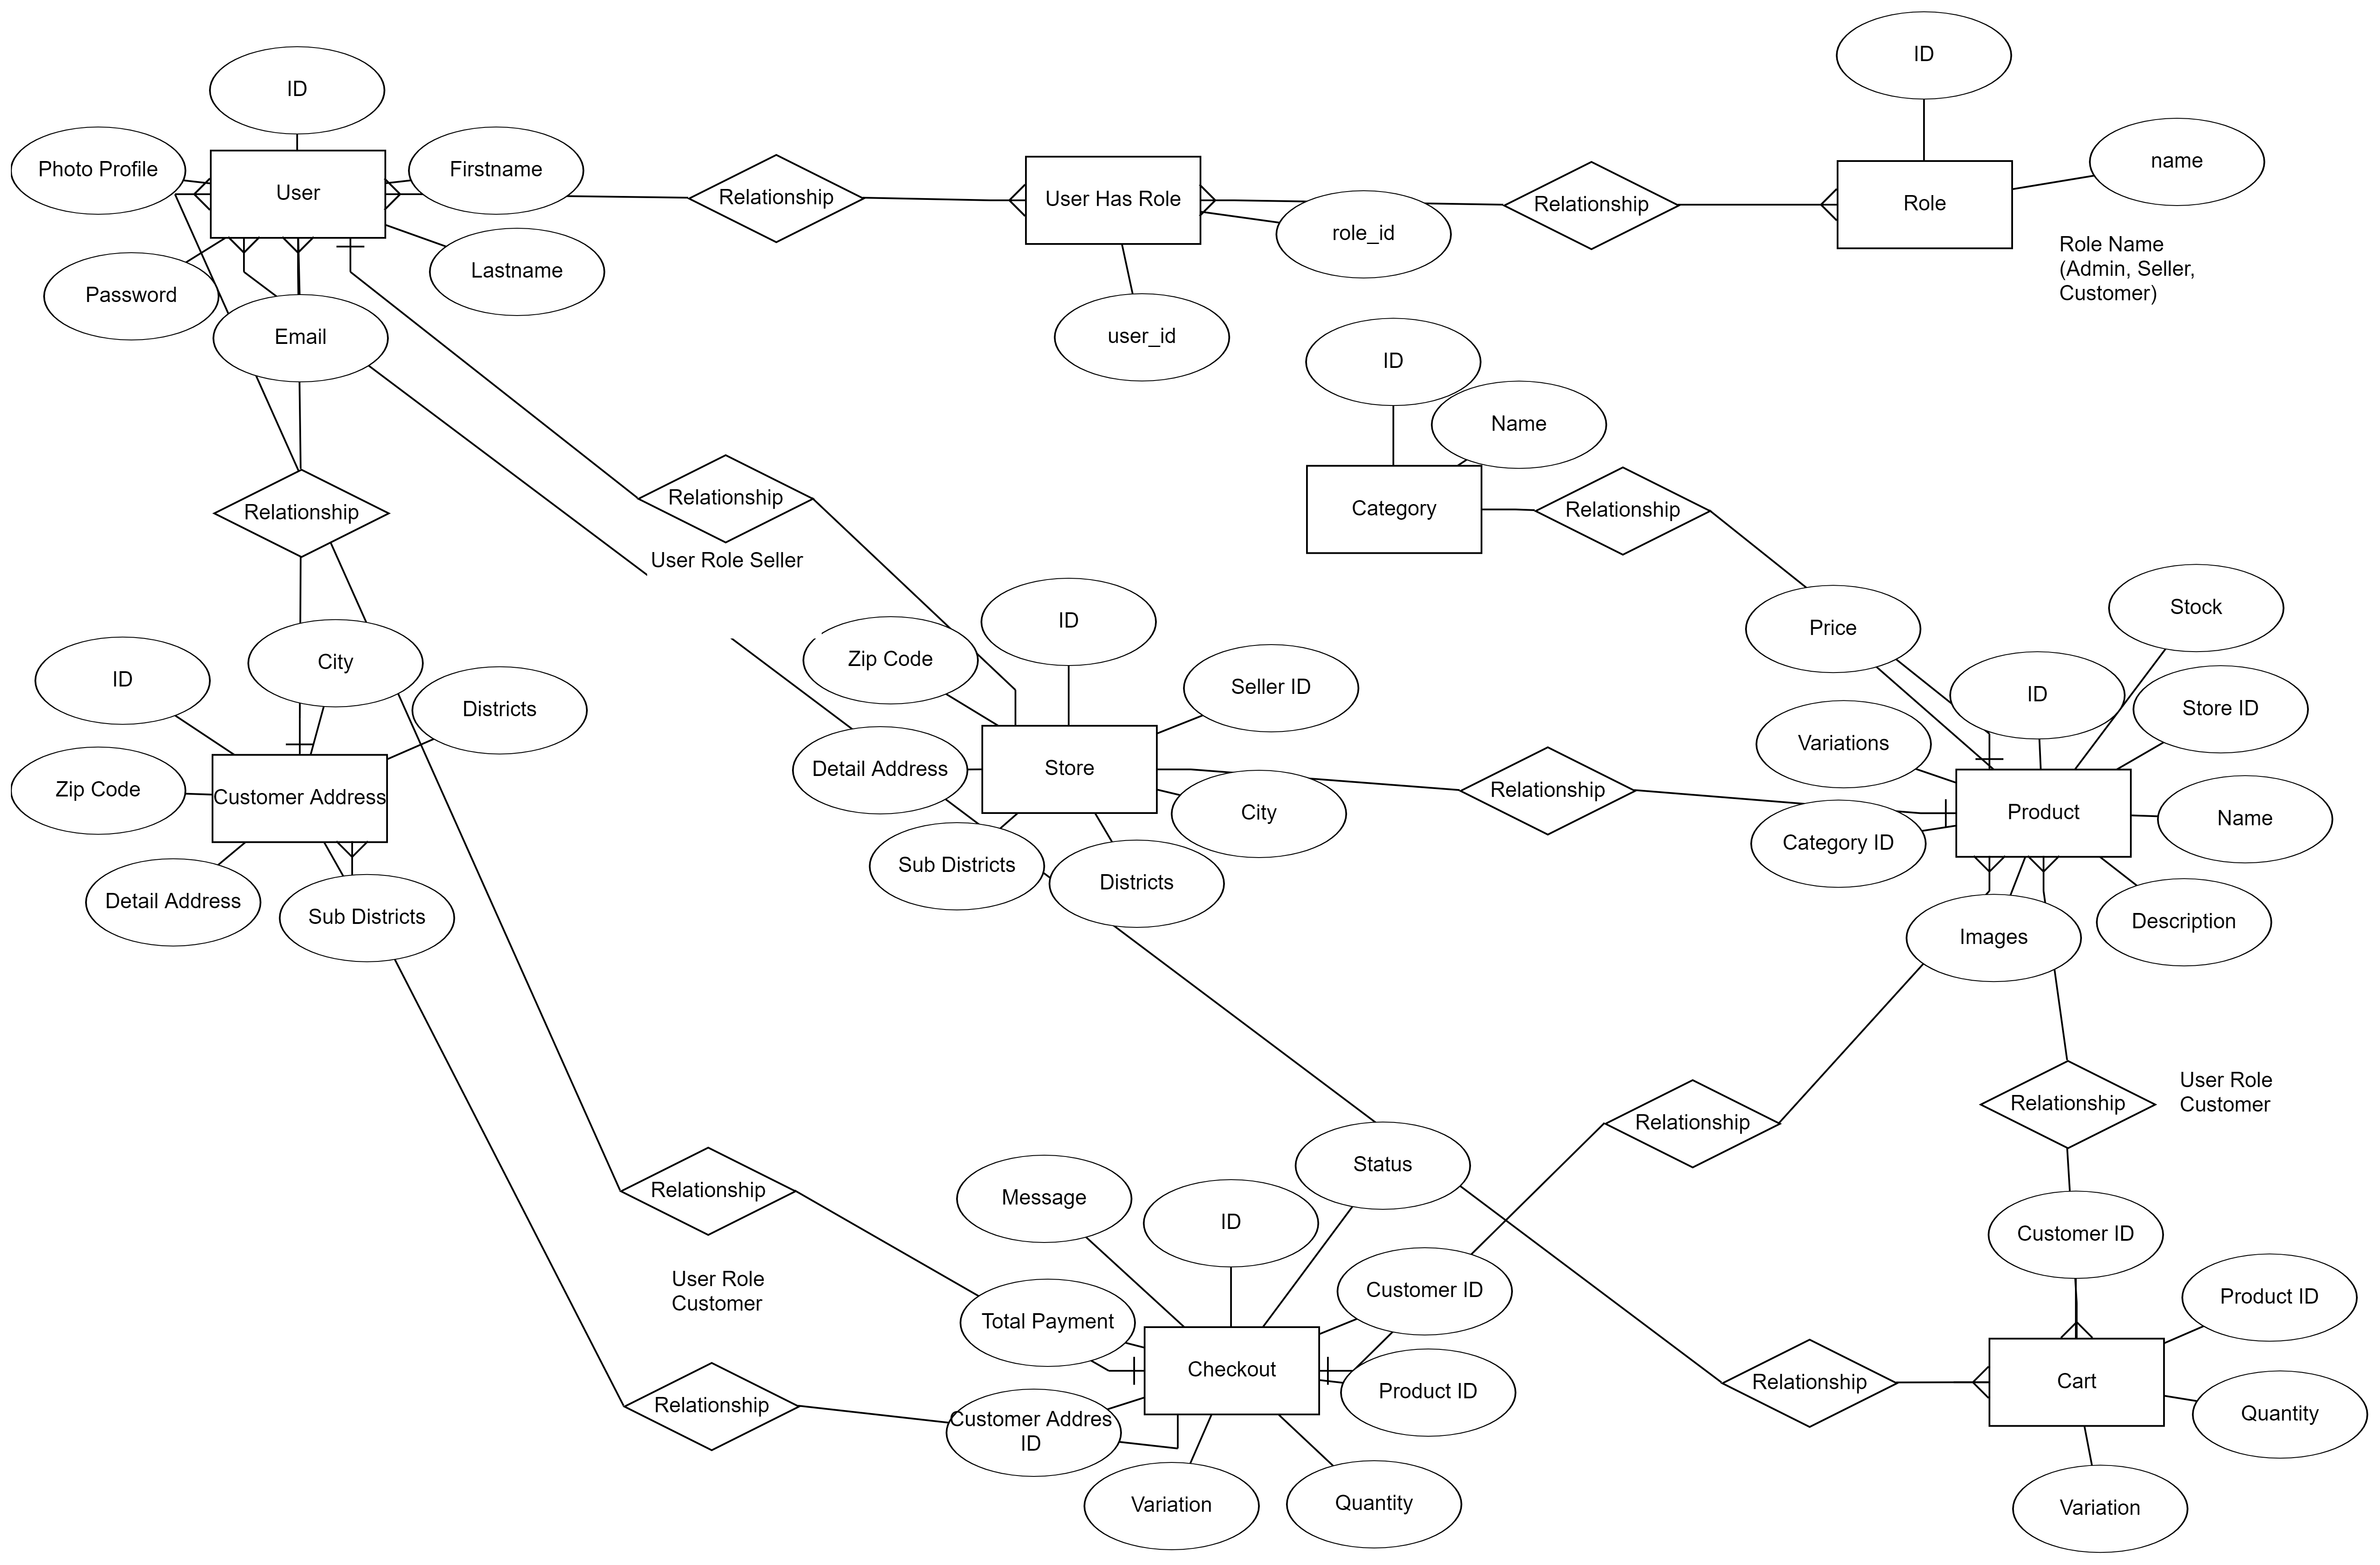 ID
ID
Photo Profile
Firstname
name
User
Relationship
User Has Role
Relationship
Role
role_id
Role Name
(Admin, Seller,
Customer)
Lastname
Password
Email
user_id
ID
Name
Relationship
Relationship
Category
Relationship
User Role Seller
Stock
ID
Price
City
Zip Code
ID
Seller ID
ID
Store ID
Districts
Variations
Zip Code
Customer Address
Detail Address
Store
Relationship
City
Product
Name
Category ID
Detail Address
Sub Districts
Sub Districts
Districts
Images
Description
Relationship
User Role
Customer
Relationship
Status
Relationship
Message
ID
Customer ID
User Role
Customer
Total Payment
Customer ID
Product ID
Checkout
Relationship
Cart
Product ID
Relationship
Customer Addres
ID
Quantity
Variation
Quantity
Variation